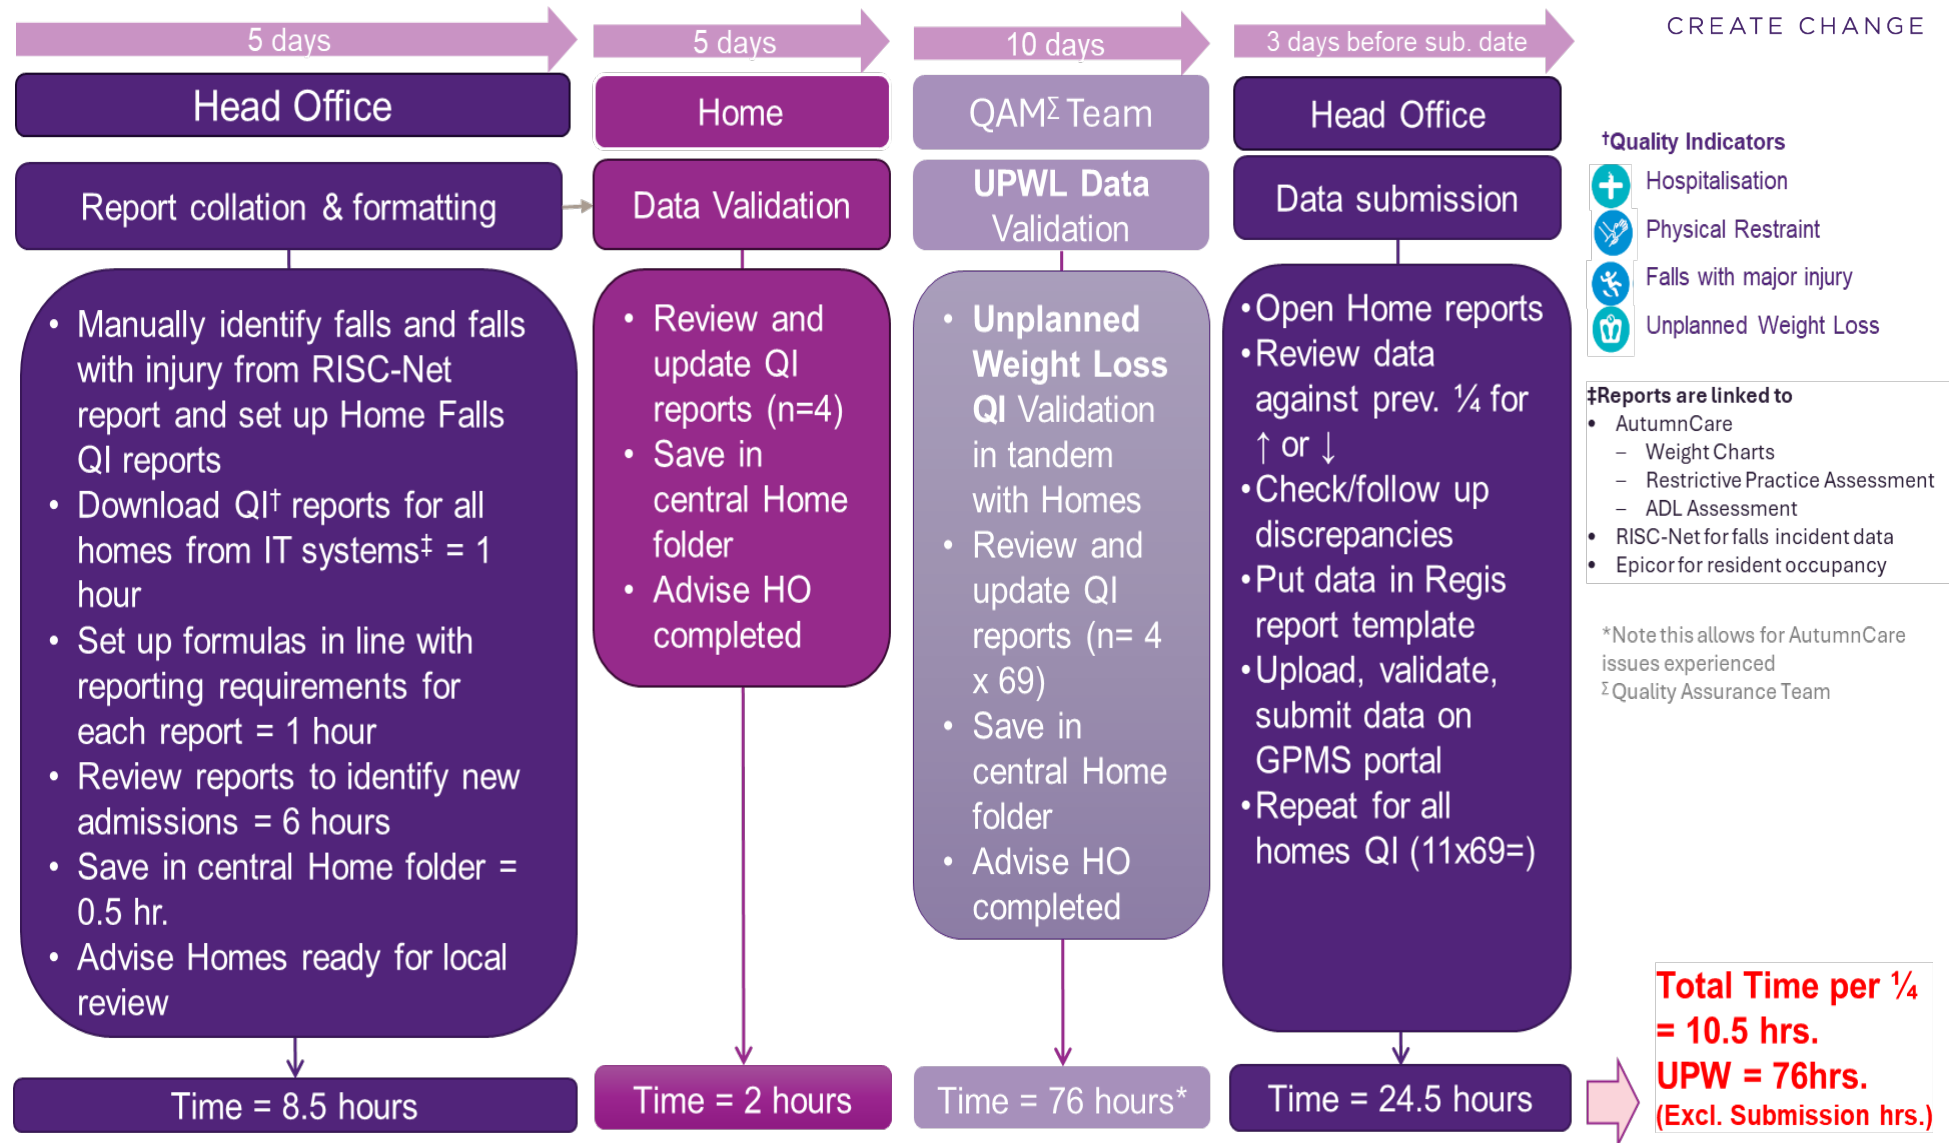 5 days
5 days
10 days
3 days before sub. date
CREATE CHANGE
Head Office
Home
QAM∑ Team
Head Office
Report collation & formatting
Data Validation
UPWL Data
Validation
Data submission
• Manually identify falls and falls
with injury from RISC-Net
report and set up Home Falls
QI reports
• Download QI† reports for all
homes from IT systems‡ = 1
hour
• Set up formulas in line with
reporting requirements for
each report = 1 hour
• Review reports to identify new
admissions = 6 hours
• Save in central Home folder =
0.5 hr.
• Advise Homes ready for local
review
Time = 8.5 hours
• Review and
update QI
reports (n=4)
• Save in
central Home
folder
• Advise HO
completed
Time = 2 hours
• Unplanned
Weight Loss
QI Validation
in tandem
with Homes
• Review and
update QI
reports (n= 4
x 69)
• Save in
central Home
folder
• Advise HO
completed
Time = 76 hours*
•Open Home reports
•Review data
against prev. ¼ for
↑ or ↓
•Check/follow up
discrepancies
•Put data in Regis
report template
•Upload, validate,
submit data on
GPMS portal
•Repeat for all
homes QI (11x69=)
Time = 24.5 hours
†Quality Indicators
Hospitalisation
Physical Restraint
Falls with major injury
Unplanned Weight Loss
‡Reports are linked to
• AutumnCare
– Weight Charts
– Restrictive Practice Assessment
– ADL Assessment
• RISC-Net for falls incident data
• Epicor for resident occupancy
*Note this allows for AutumnCare
issues experienced
∑Quality Assurance Team
Total Time per ¼
= 10.5 hrs.
UPW = 76hrs.
(Excl. Submission hrs.)